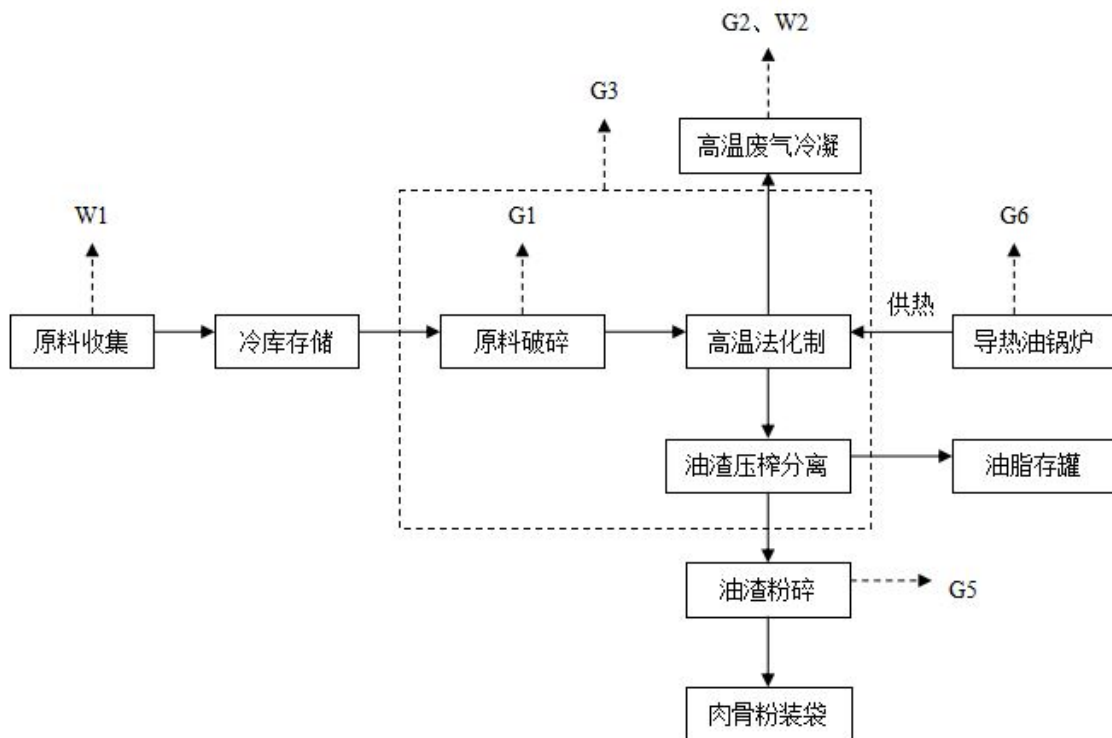 G2、W2
G3
高温废气冷凝
W1
G1
G6
供热
原料收集
冷库存储
原料破碎
高温法化制
导热油锅炉
油渣压榨分离
油脂存罐
油渣粉碎
G5
肉骨粉装袋